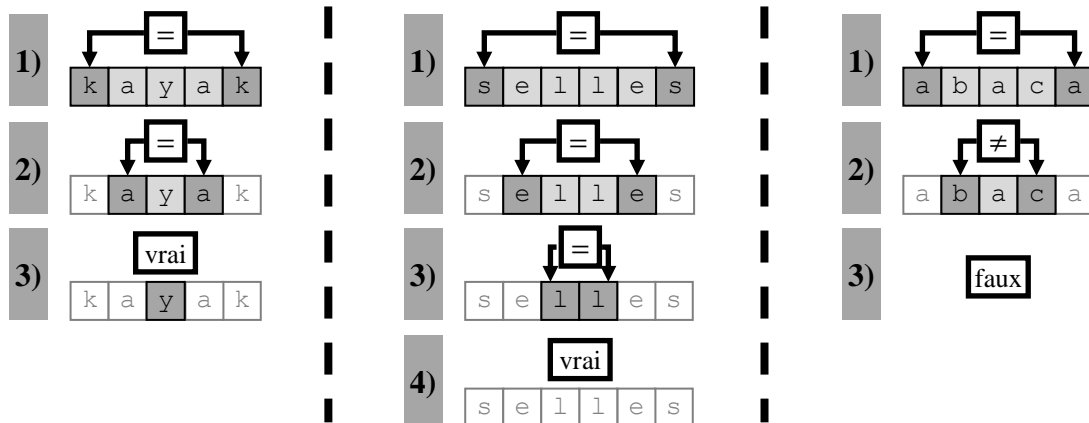 1)
=
k a y a k
2)
=
k a y a k
3)
vrai
k a y a k
1)
=
s e l l e s
2)
=
s e l l e s
3)
=
s e l l e s
4)
vrai
s e l l e s
1)
=
a b a c a
2)
≠
a b a c a
3)
faux